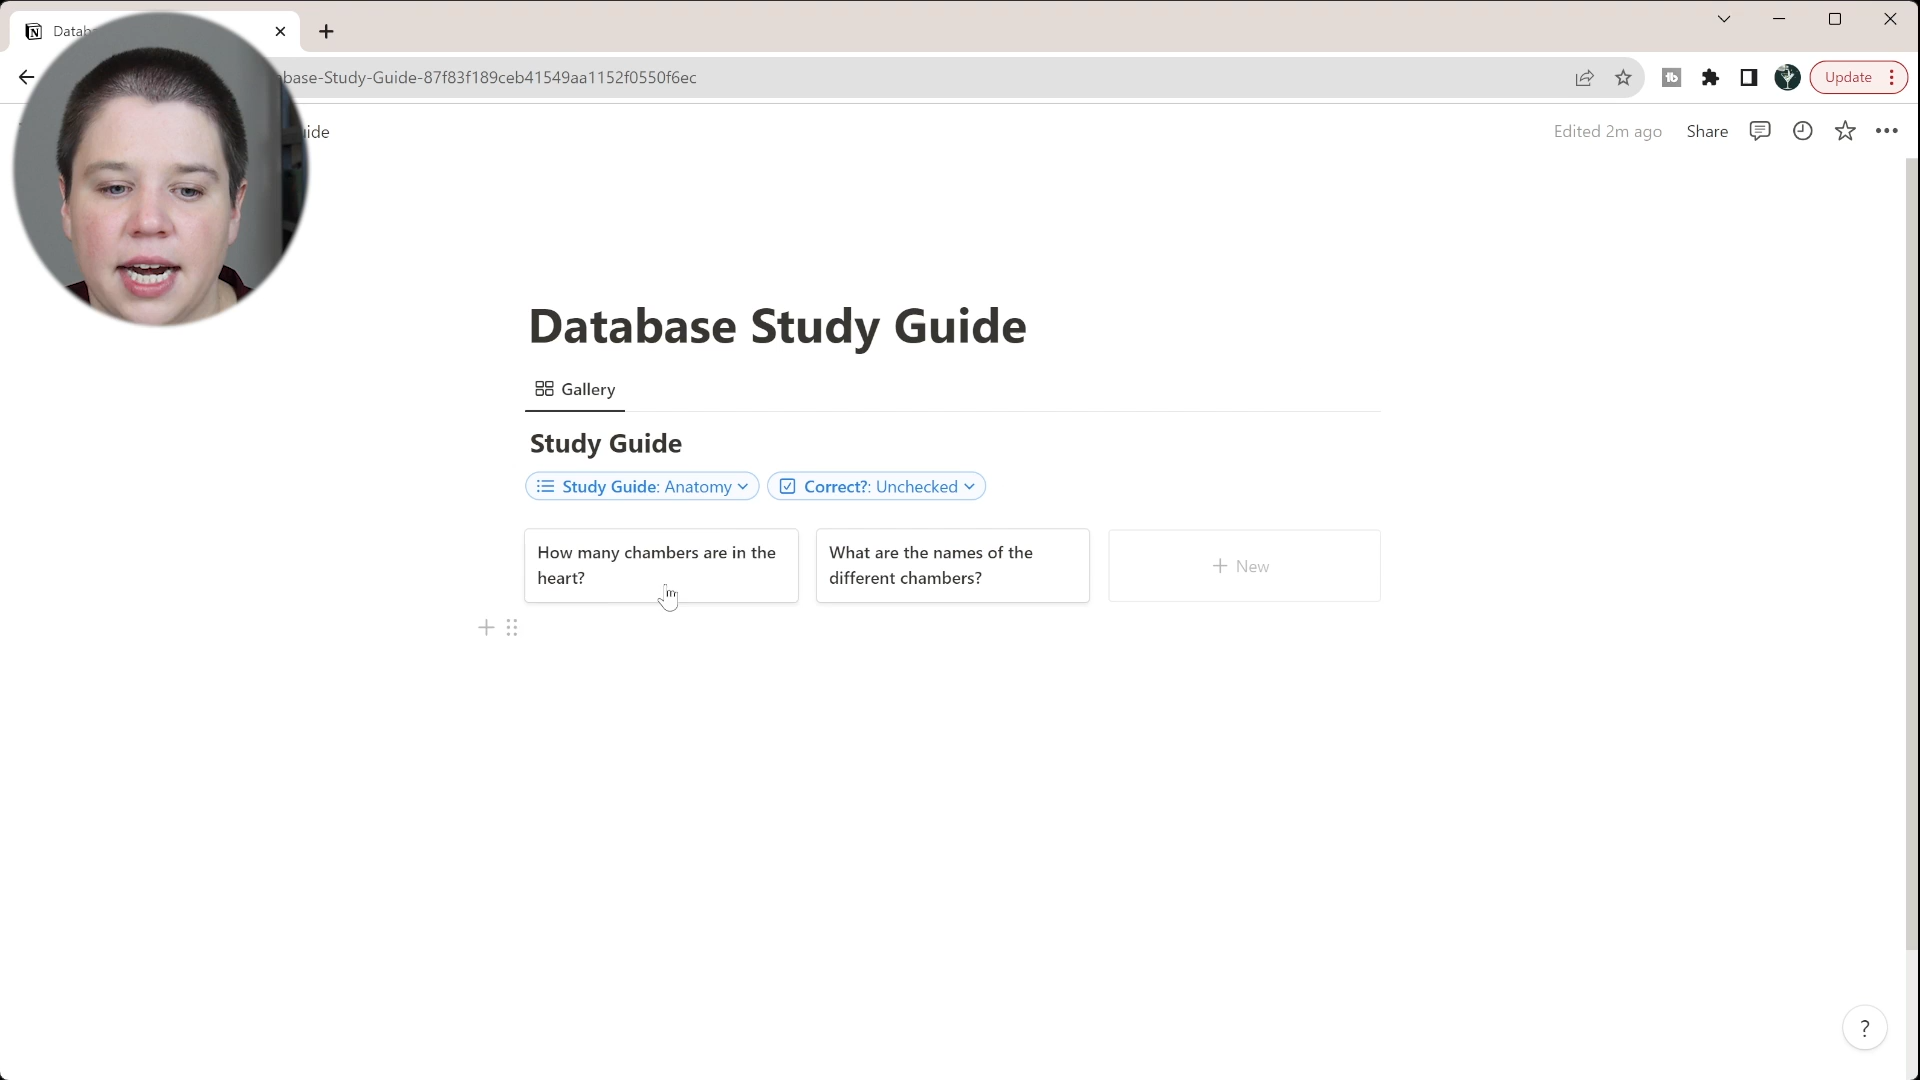 Datab
base-Study-Guide-87f83f189ceb41549aa1152f0550f6ec
Update
uide
Edited 2m ago
Share
Database Study Guide
Gallery
Study Guide
Study Guide: Anatomy
Correct?: Unchecked
How many chambers are in the
heart?
What are the names of the
different chambers?
+ New
?